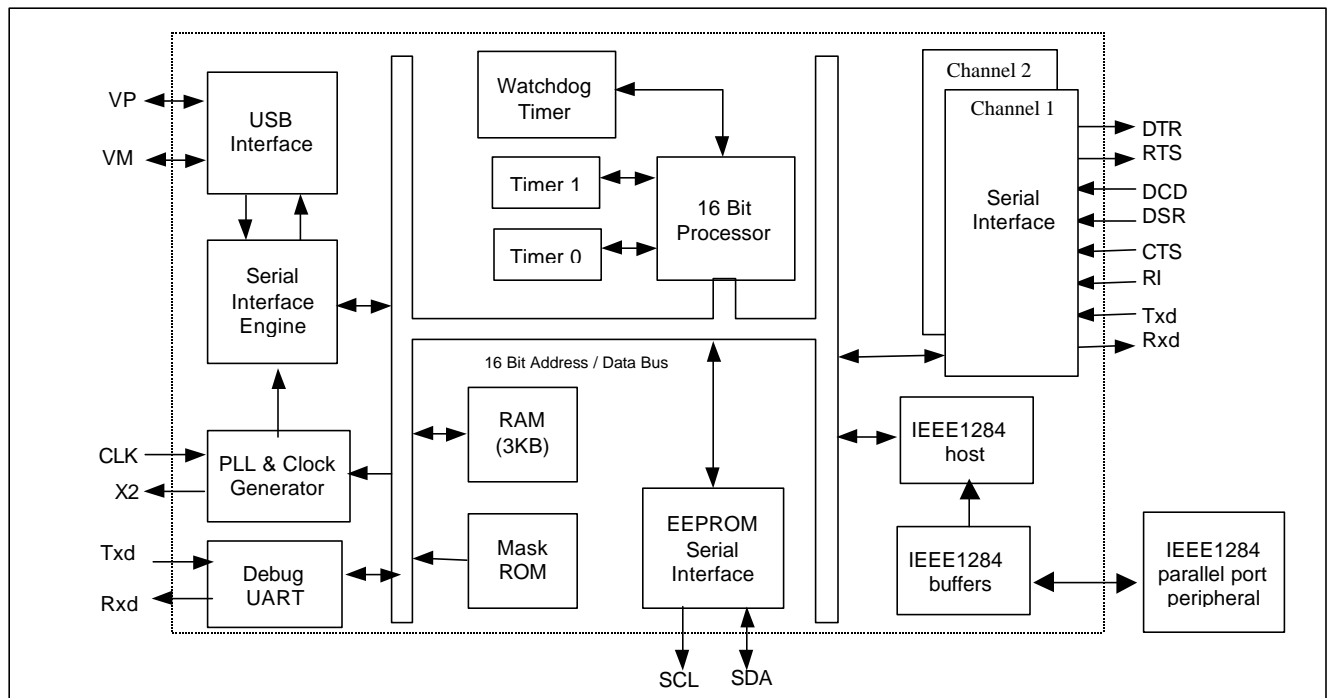 VP
VM
USB
Interface
Serial
Interface
Engine
CLK
X2
PLL & Clock
Generator
Txd
Rxd
Debug
UART
Watchdog
Timer
Timer 1
Timer 0
16 Bit
Processor
16 Bit Address / Data Bus
RAM
(3KB)
Mask
ROM
EEPROM
Serial
Interface
SCL
SDA
Channel 2
Channel 1
Serial
Interface
DTR
RTS
DCD
DSR
CTS
RI
Txd
Rxd
IEEE1284
host
IEEE1284
buffers
IEEE1284
parallel port
peripheral